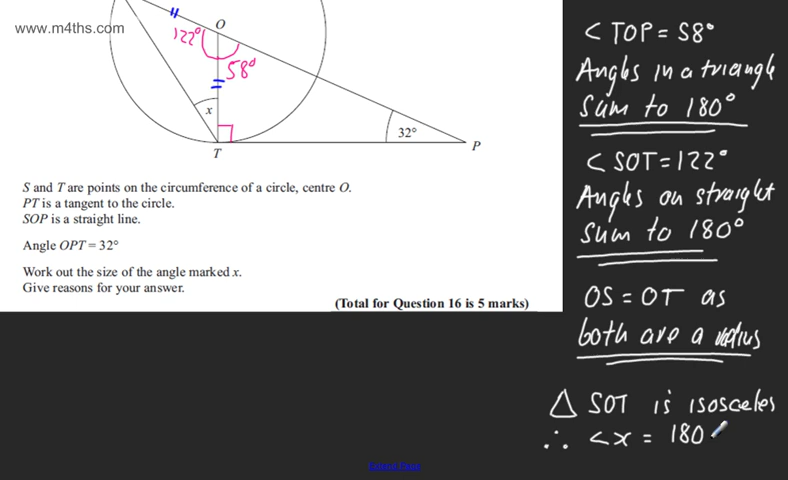 www.m4ths.com
O
122°
58°
x
32°
T
P
S and T are points on the circumference of a circle, centre O.
PT is a tangent to the circle.
SOP is a straight line.
Angle OPT = 32°
Work out the size of the angle marked x.
Give reasons for your answer.
(Total for Question 16 is 5 marks)
< TOP = 58°
Angles in a triangle
Sum to 180°
< SOT = 122°
Angles on straight
Sum to 180°
OS = OT as
both are a radius
△ SOT is isosceles
∴ <x = 180